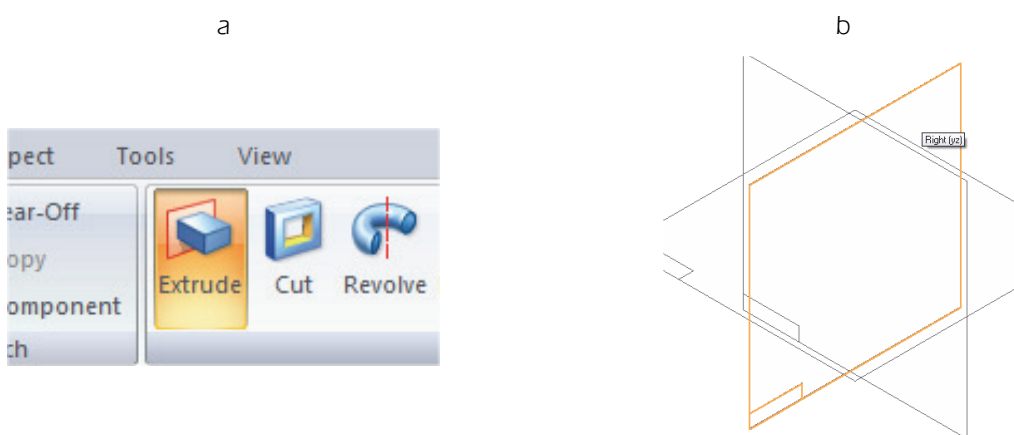 a
b
pect Tools View
ear-Off
opy
omponent
ch
Extrude Cut Revolve
Right (yz)